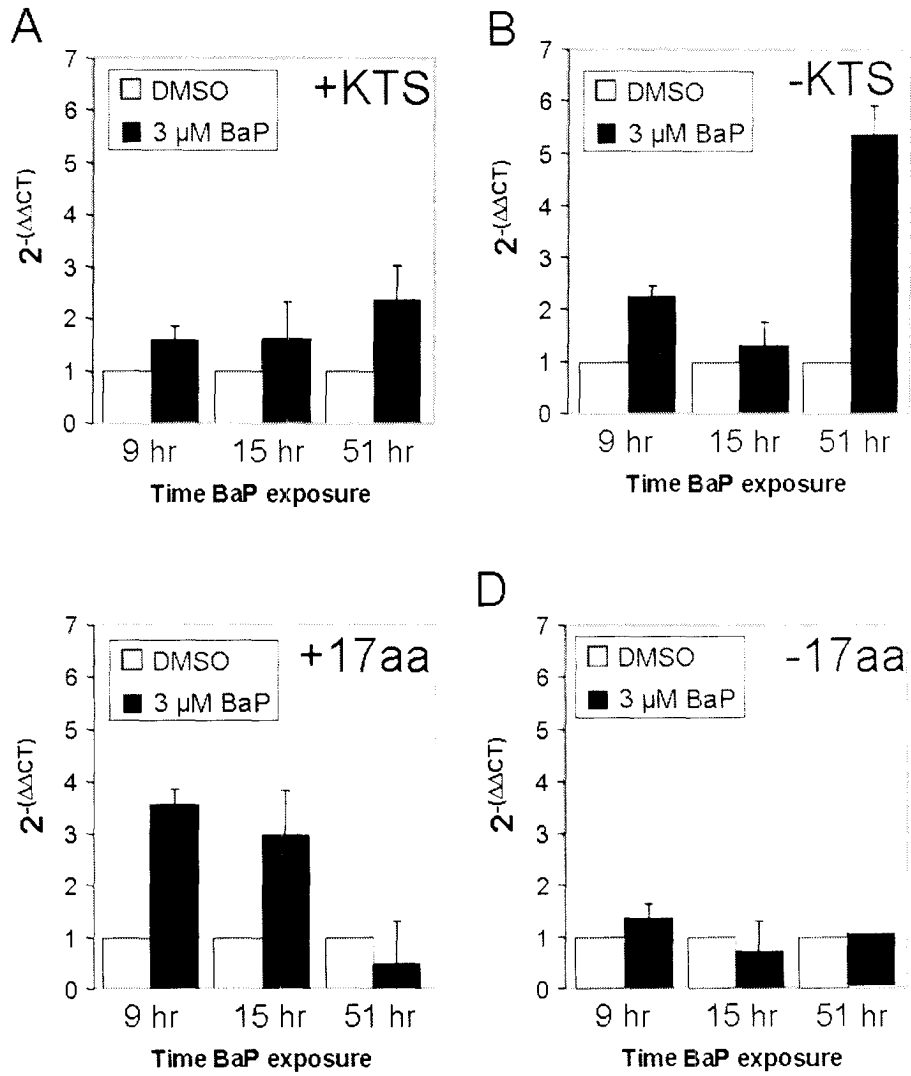 A
7
6
5
4
3
2
1
0
2-(ΔΔCT)
DMSO
3 µM BaP
+KTS
9 hr
15 hr
51 hr
Time BaP exposure
B
7
6
5
4
3
2
1
0
2-(ΔΔCT)
DMSO
3 µM BaP
-KTS
9 hr
15 hr
51 hr
Time BaP exposure
7
6
5
4
3
2
1
0
2-(ΔΔCT)
DMSO
3 µM BaP
+17aa
9 hr
15 hr
51 hr
Time BaP exposure
D
7
6
5
4
3
2
1
0
2-(ΔΔCT)
DMSO
3 µM BaP
-17aa
9 hr
15 hr
51 hr
Time BaP exposure